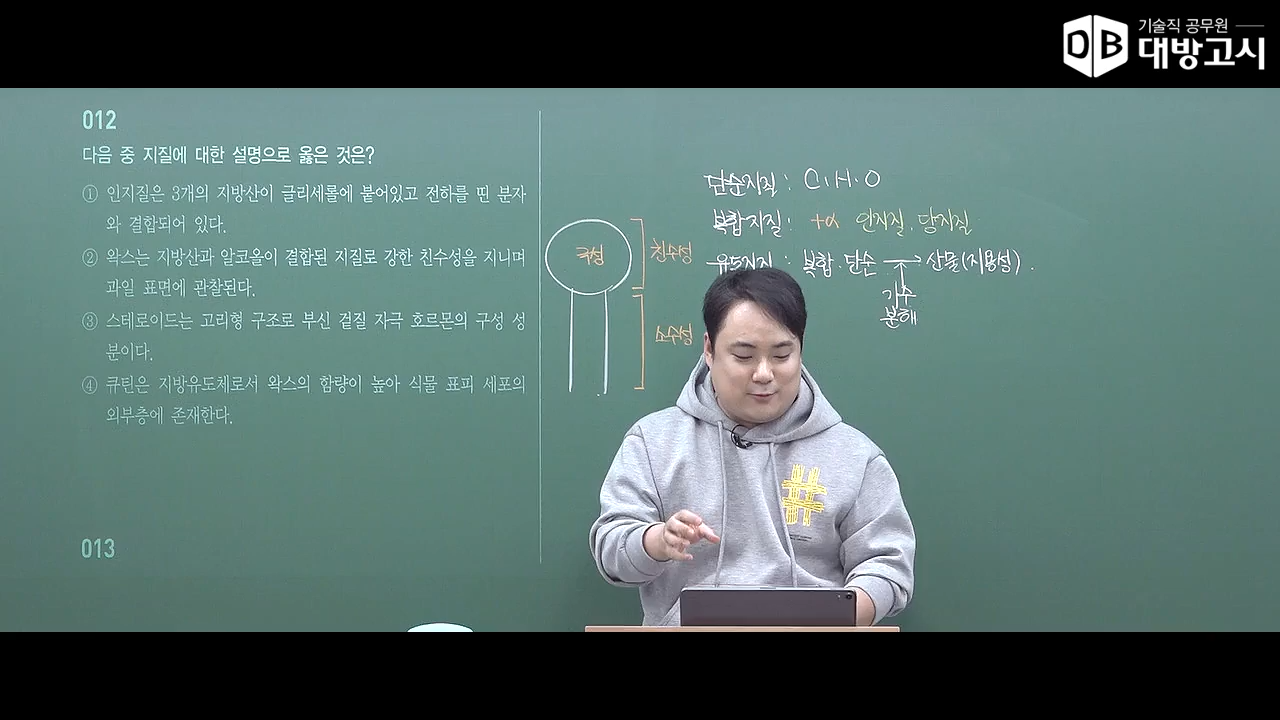 기술직 공무원
DB 대방고시
012
다음 중 지질에 대한 설명으로 옳은 것은?
① 인지질은 3개의 지방산이 글리세롤에 붙어있고 전하를 띤 분자
와 결합되어 있다.
② 왁스는 지방산과 알코올이 결합된 지질로 강한 친수성을 지니며
과일 표면에 관찰된다.
③ 스테로이드는 고리형 구조로 부신 겉질 자극 호르몬의 구성 성
분이다.
④ 큐틴은 지방유도체로서 왁스의 함량이 높아 식물 표피 세포의
외부층에 존재한다.
013
극성
친수성
소수성
단순지질 : C.H.O
복합지질 : +α 인지질, 당지질
유도지질 : 복합.단순 → 산물(지용성).
가수
분해